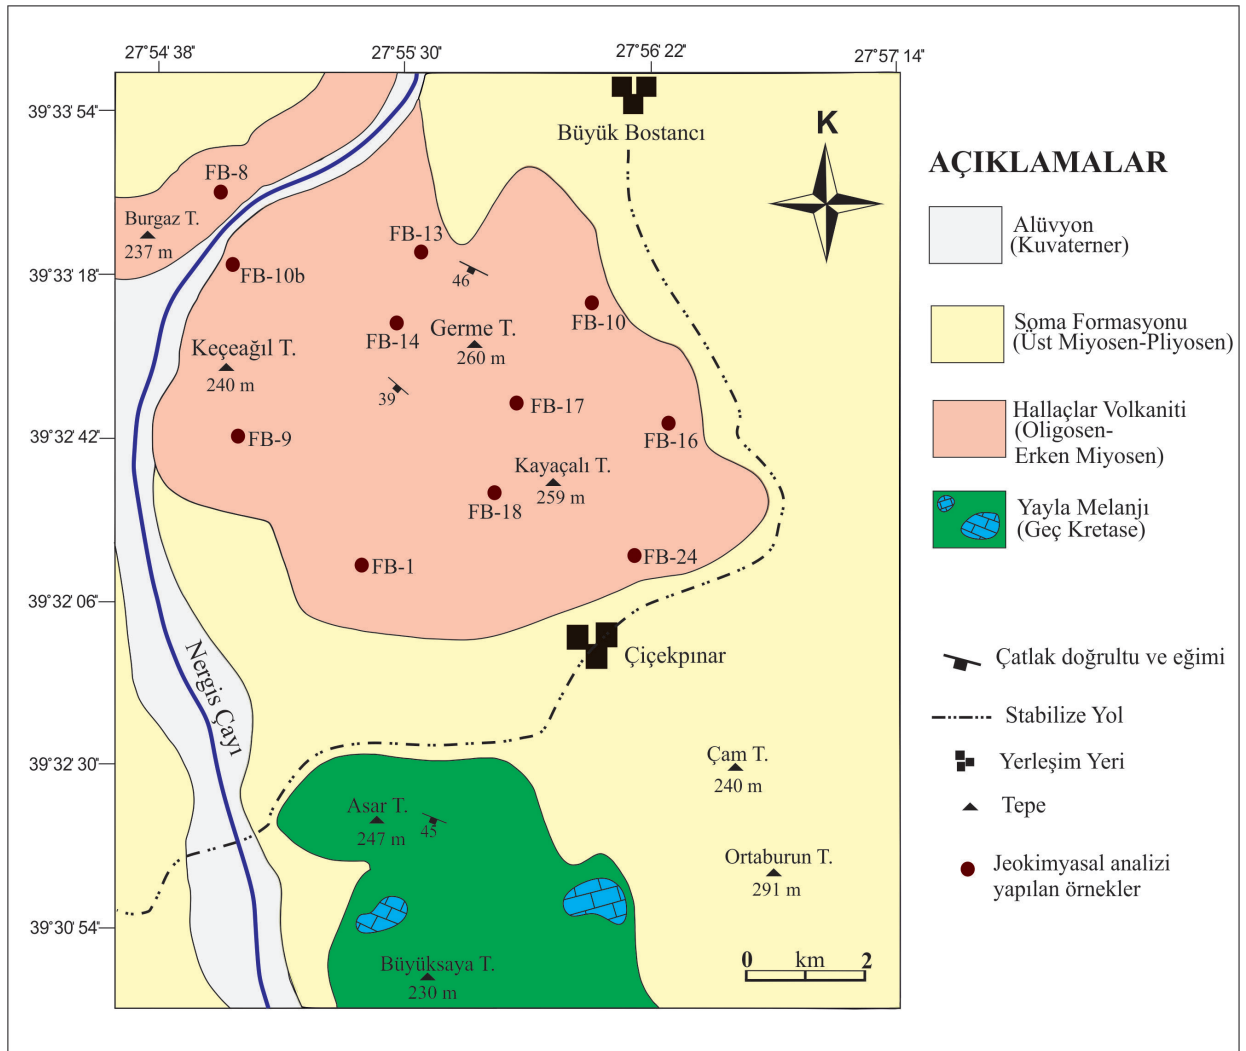 27°54' 38"
27°55' 30"
27°56' 22"
27°57' 14"
39°33' 54"
39°33' 18"
39°32' 42"
39°32' 06"
39°32' 30"
39°30' 54"
Büyük Bostancı
K
FB-8
Burgaz T.
237 m
FB-13
46
FB-10b
FB-10
FB-14
Germe T.
260 m
Keçeağıl T.
240 m
39
FB-17
FB-9
FB-16
Kayaçalı T.
259 m
FB-18
FB-1
FB-24
Çiçekpınar
Nergis Çayı
Çam T.
240 m
Asar T.
247 m
45
Ortaburun T.
291 m
Büyüksaya T.
230 m
0 km 2
AÇIKLAMALAR
Alüvyon
(Kuvaterner)
Soma Formasyonu
(Üst Miyosen-Pliyosen)
Hallaçlar Volkaniti
(Oligosen-
Erken Miyosen)
Yayla Melanjı
(Geç Kretase)
Çatlak doğrultu ve eğimi
Stabilize Yol
Yerleşim Yeri
Tepe
Jeokimyasal analizi
yapılan örnekler